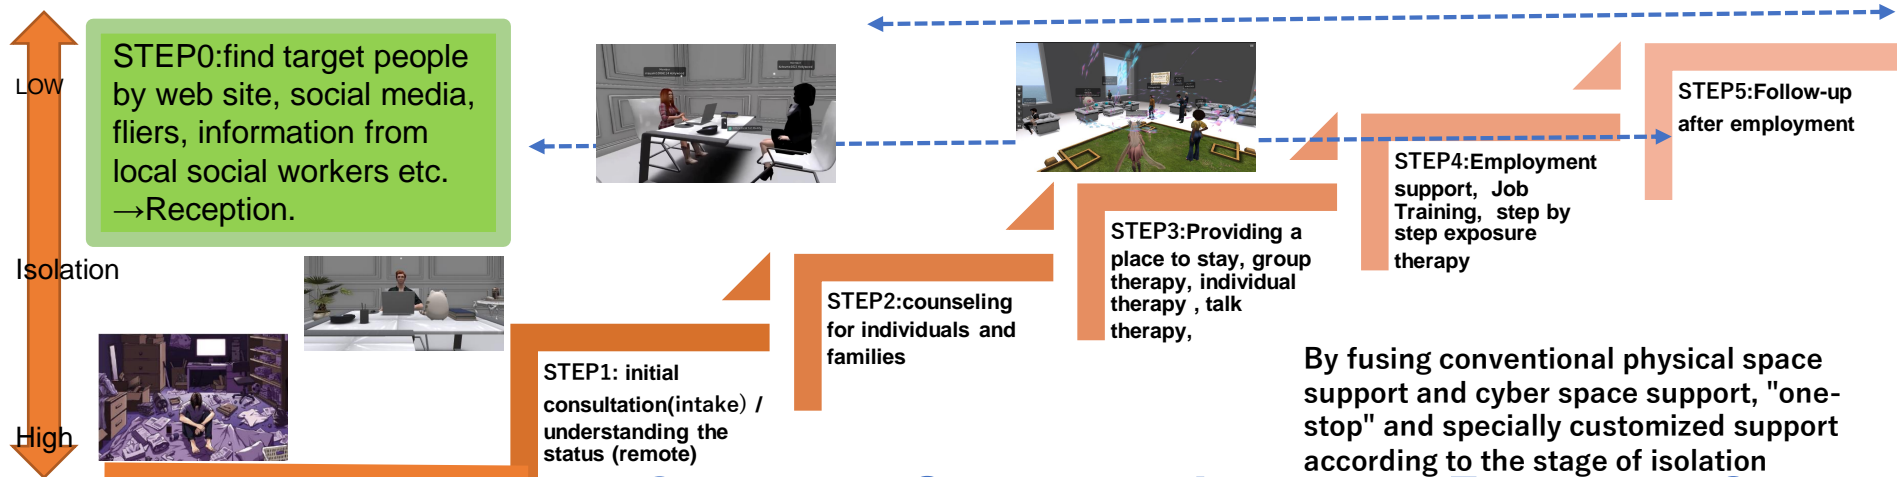 LOW
Isolation
High
STEP0:find target people
by web site, social media,
fliers, information from
local social workers etc.
→Reception.
STEP1: initial
consultation(intake) /
understanding the
status (remote)
STEP2:counseling
for individuals and
families
STEP3:Providing a
place to stay, group
therapy, individual
therapy , talk
therapy,
STEP4:Employment
support, Job
Training, step by
step exposure
therapy
STEP5:Follow-up
after employment
By fusing conventional physical space
support and cyber space support, "one-
stop" and specially customized support
according to the stage of isolation